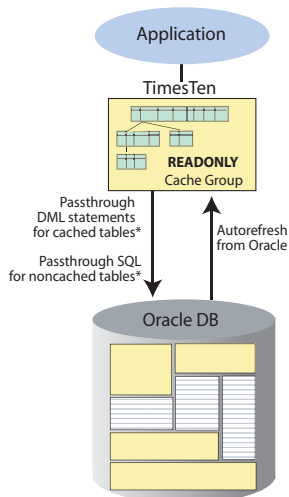 Application
TimesTen
READONLY
Cache Group
Passthrough
DML statements
for cached tables*
Passthrough SQL
for noncached tables*
Autorefresh
from Oracle
Oracle DB